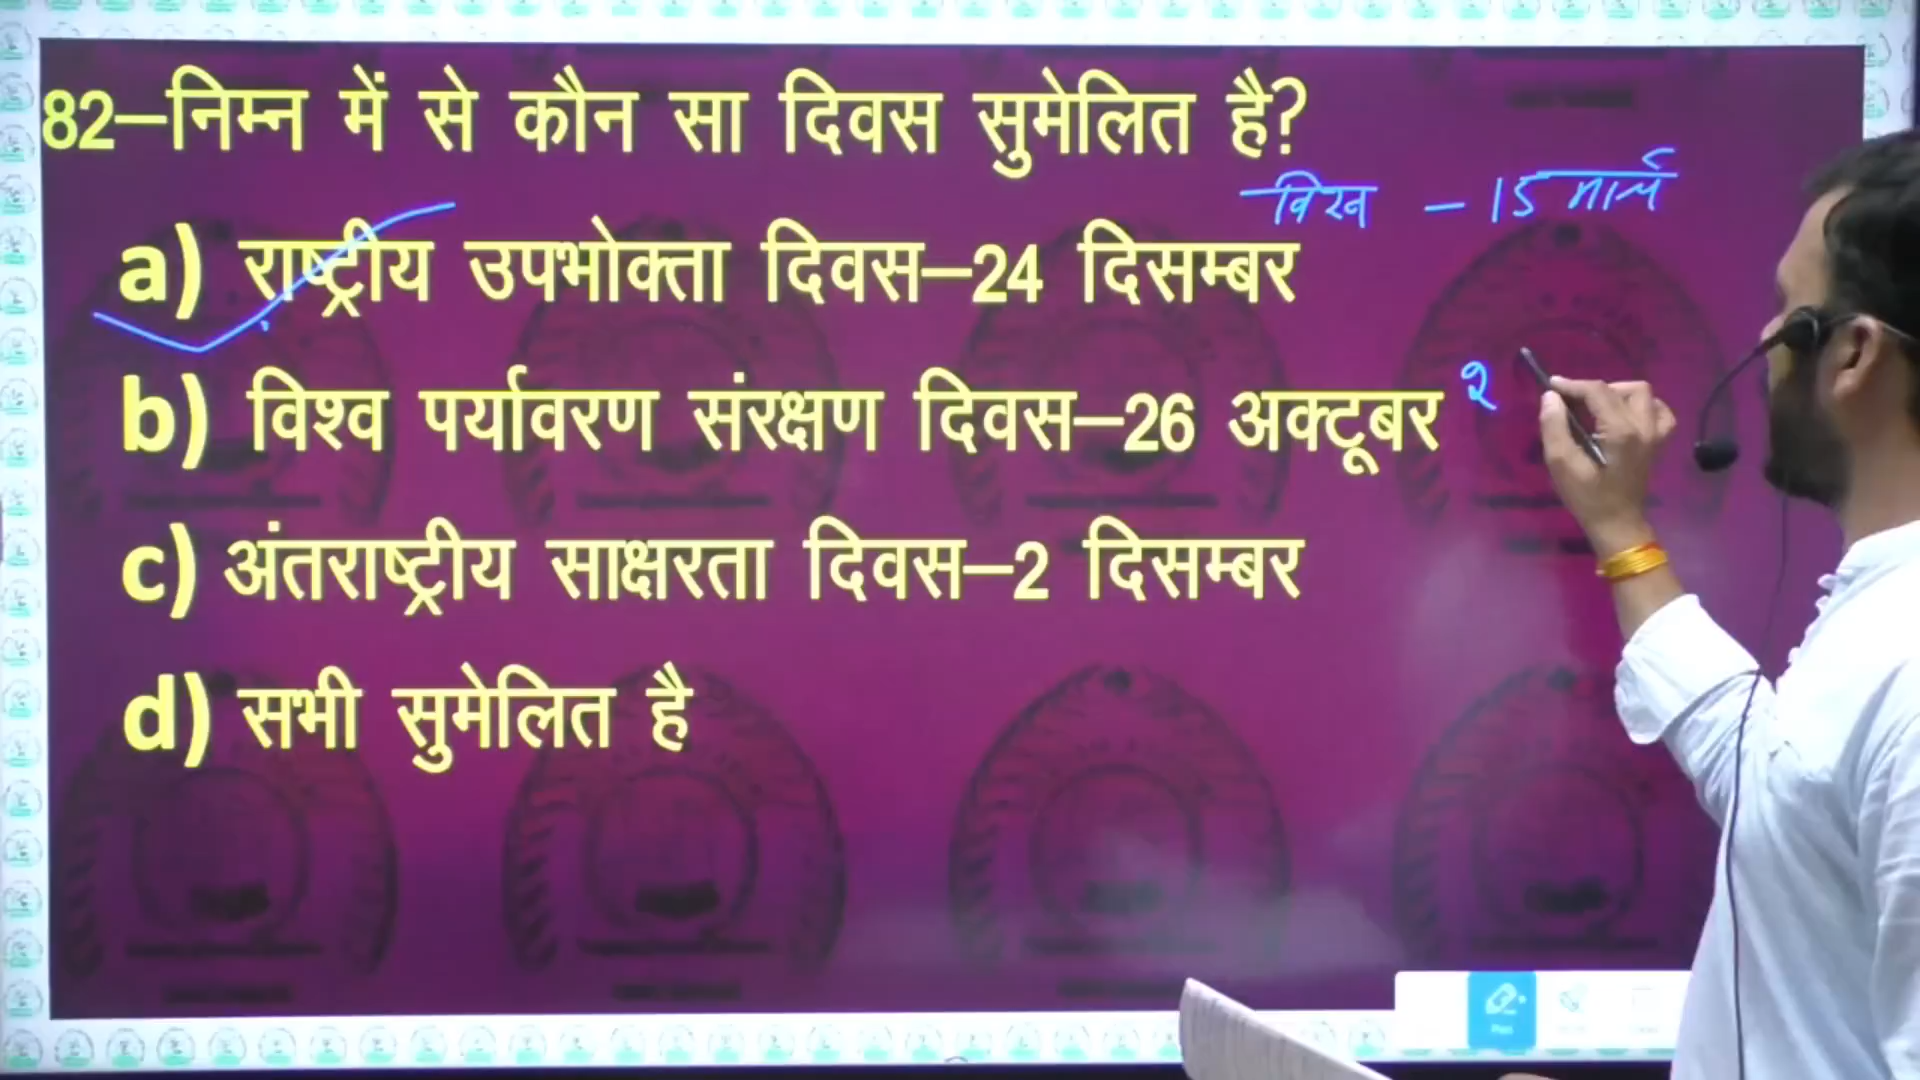 82–निम्न में से कौन सा दिवस सुमेलित है?
विश्व – 15 मार्च
a) राष्ट्रीय उपभोक्ता दिवस–24 दिसम्बर
b) विश्व पर्यावरण संरक्षण दिवस–26 अक्टूबर
c) अंतराष्ट्रीय साक्षरता दिवस–2 दिसम्बर
d) सभी सुमेलित है